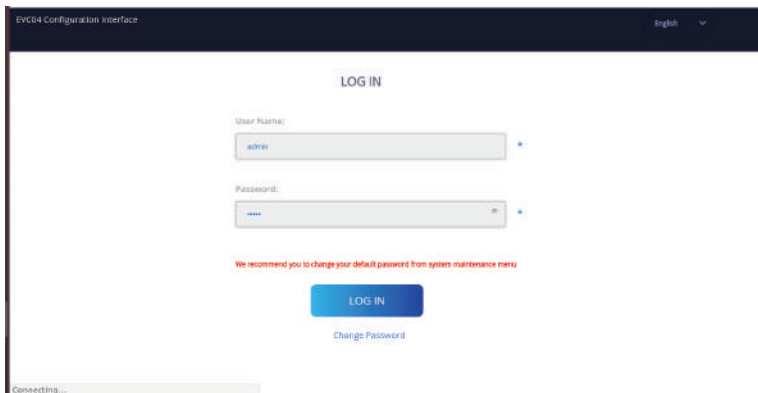 EVC04 Configuration Interface
English
LOG IN
User Name:
admin
*
Password:
•••••
*
We recommend you to change your default password from system maintenance menu
LOG IN
Change Password
Connecting...